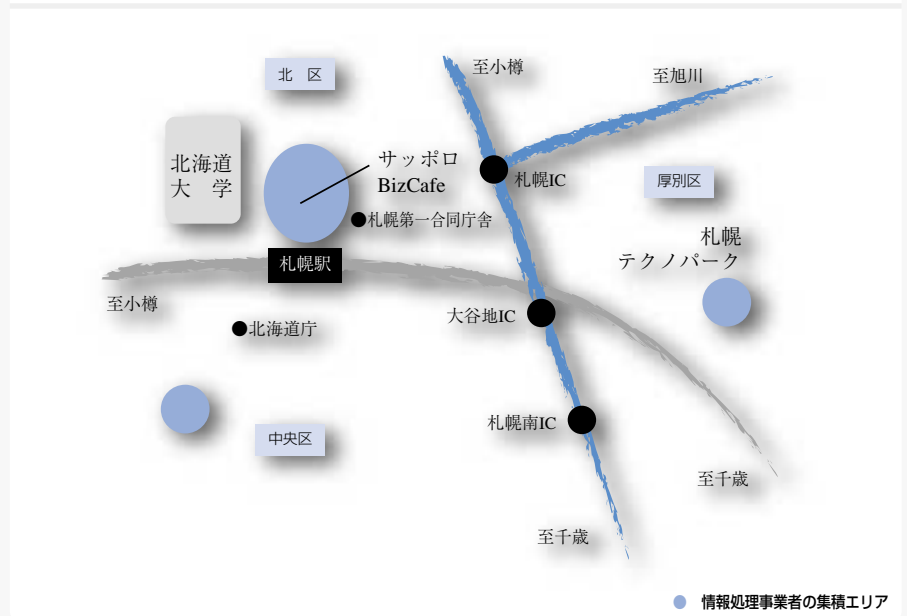 北 区
至小樽
至旭川
北海道
大 学
サッポロ
BizCafe
札幌IC
厚別区
●札幌第一合同庁舎
札幌
テクノパーク
札幌駅
至小樽
大谷地IC
●北海道庁
札幌南IC
中央区
至千歳
至千歳
● 情報処理事業者の集積エリア